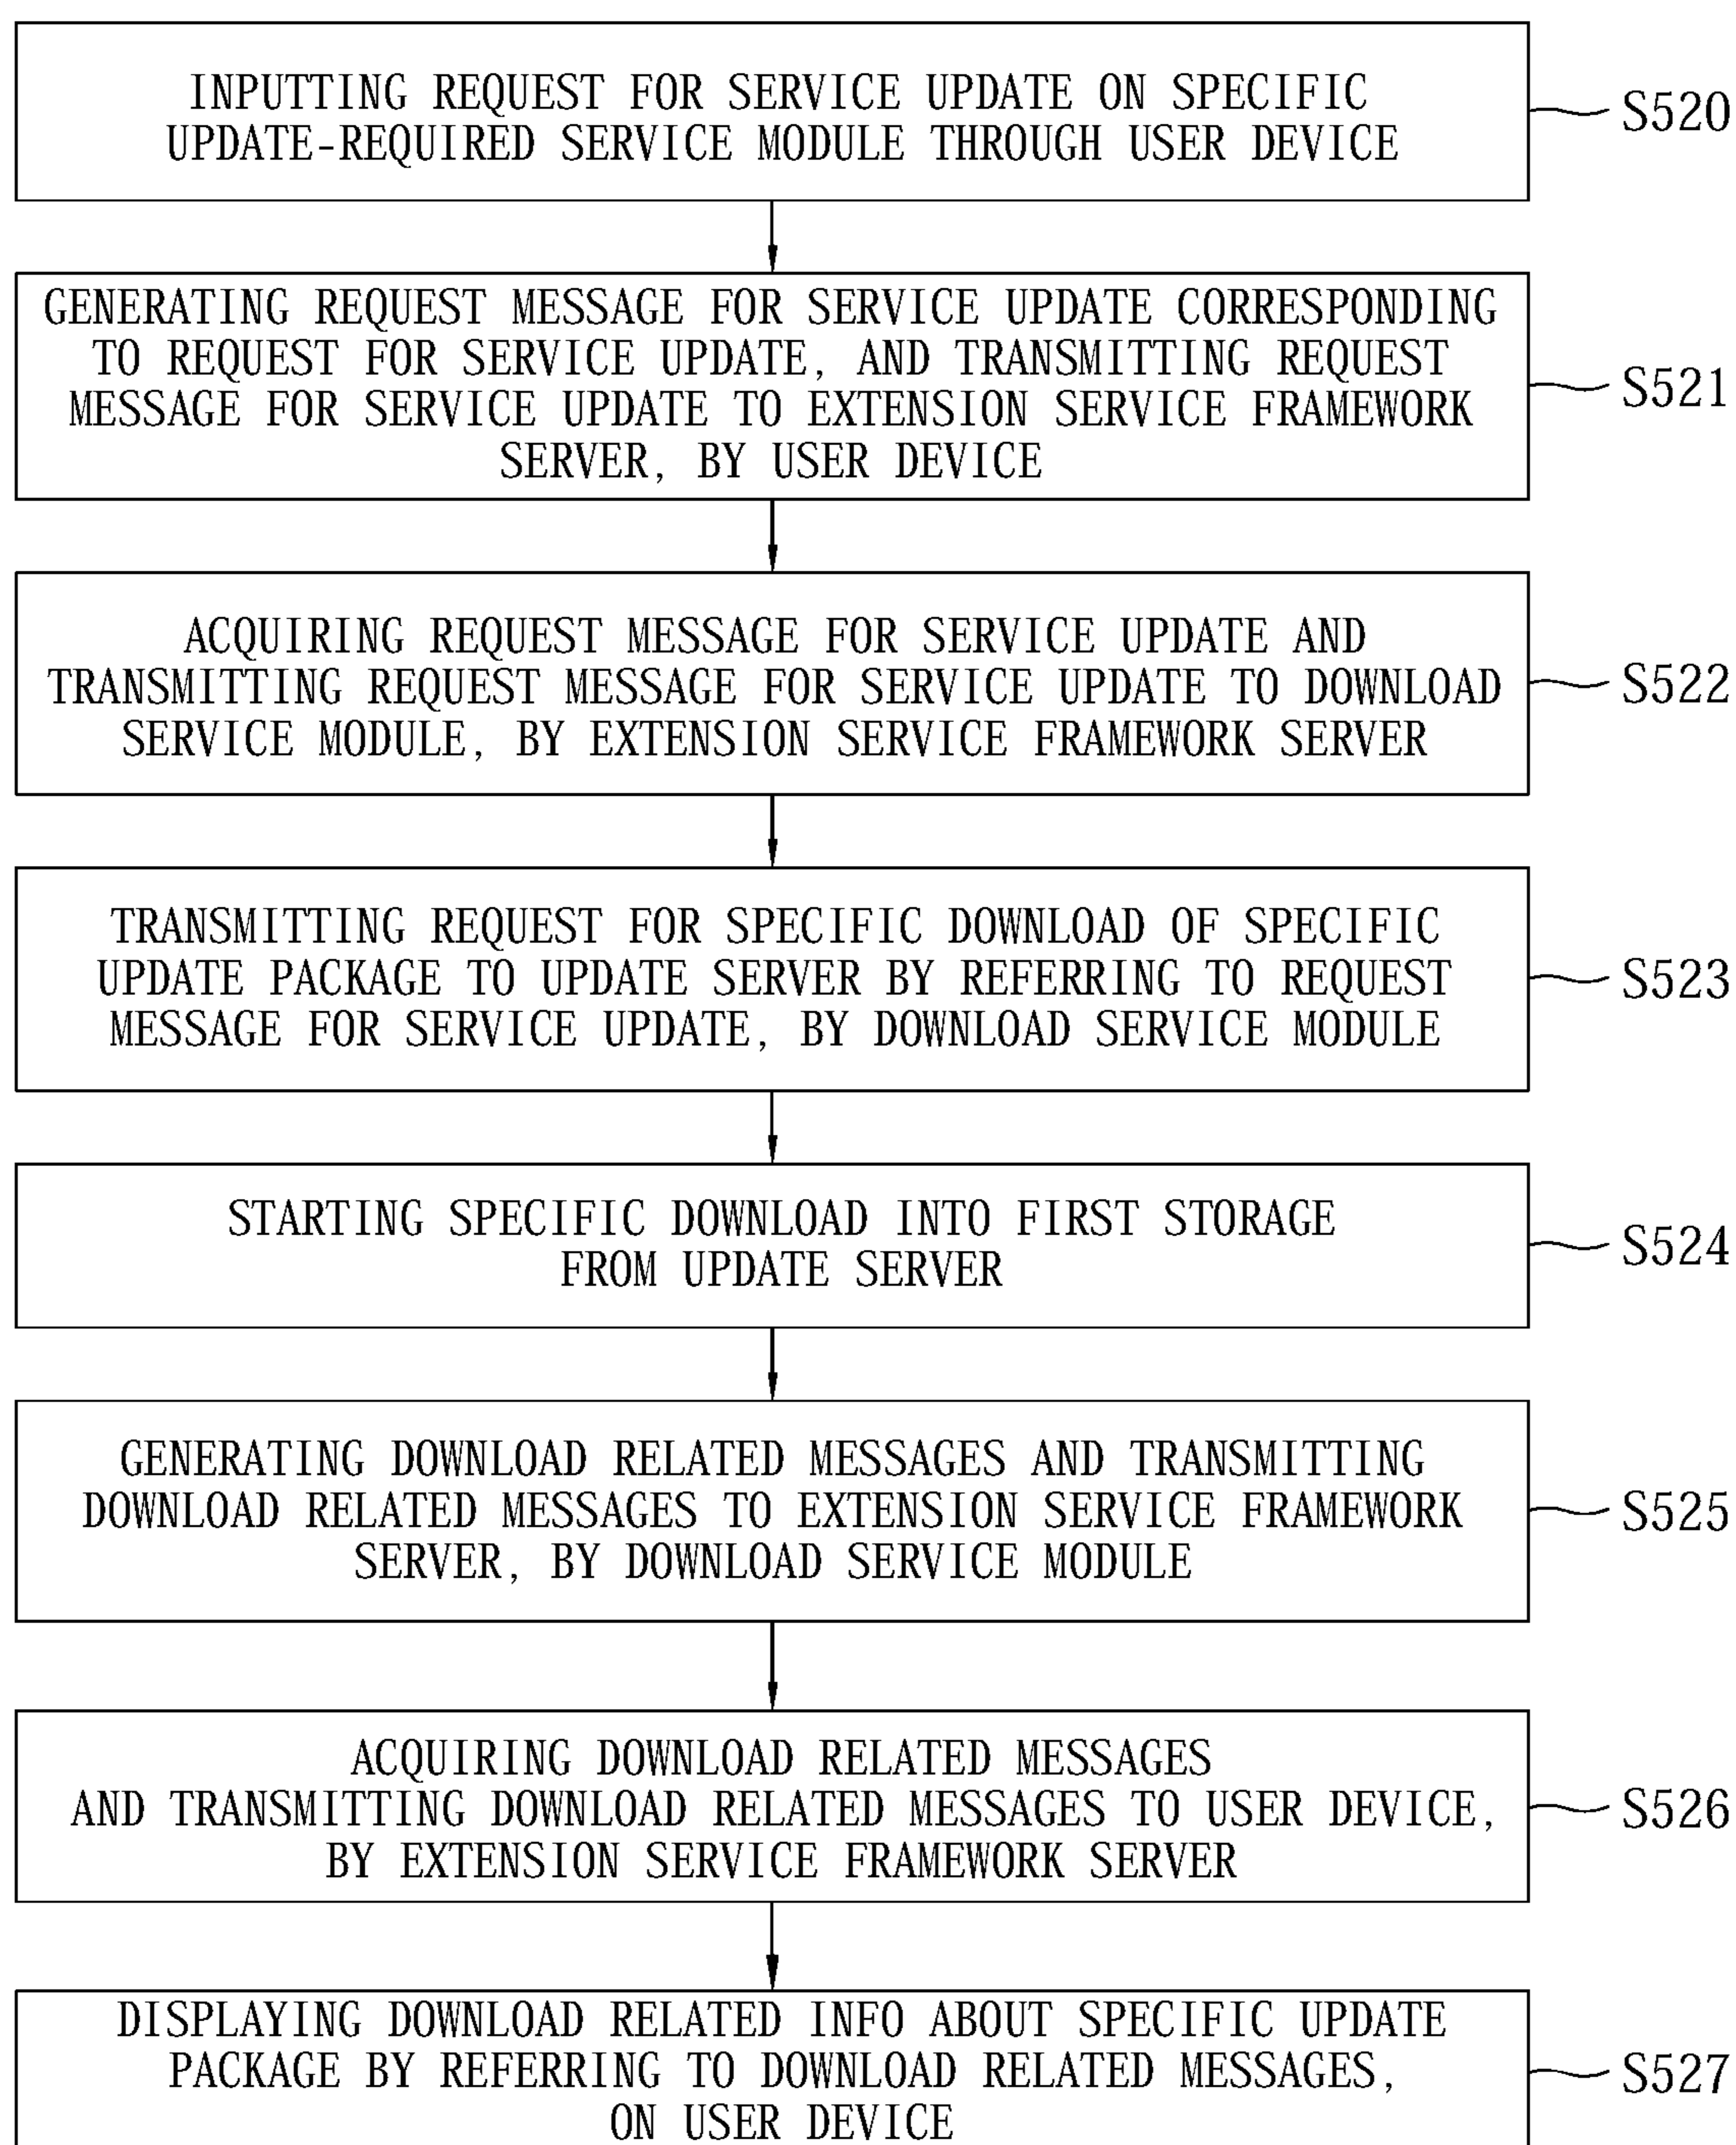 INPUTTING REQUEST FOR SERVICE UPDATE ON SPECIFIC
UPDATE-REQUIRED SERVICE MODULE THROUGH USER DEVICE
S520
GENERATING REQUEST MESSAGE FOR SERVICE UPDATE CORRESPONDING
TO REQUEST FOR SERVICE UPDATE, AND TRANSMITTING REQUEST
MESSAGE FOR SERVICE UPDATE TO EXTENSION SERVICE FRAMEWORK
SERVER, BY USER DEVICE
S521
ACQUIRING REQUEST MESSAGE FOR SERVICE UPDATE AND
TRANSMITTING REQUEST MESSAGE FOR SERVICE UPDATE TO DOWNLOAD
SERVICE MODULE, BY EXTENSION SERVICE FRAMEWORK SERVER
S522
TRANSMITTING REQUEST FOR SPECIFIC DOWNLOAD OF SPECIFIC
UPDATE PACKAGE TO UPDATE SERVER BY REFERRING TO REQUEST
MESSAGE FOR SERVICE UPDATE, BY DOWNLOAD SERVICE MODULE
S523
STARTING SPECIFIC DOWNLOAD INTO FIRST STORAGE
FROM UPDATE SERVER
S524
GENERATING DOWNLOAD RELATED MESSAGES AND TRANSMITTING
DOWNLOAD RELATED MESSAGES TO EXTENSION SERVICE FRAMEWORK
SERVER, BY DOWNLOAD SERVICE MODULE
S525
ACQUIRING DOWNLOAD RELATED MESSAGES
AND TRANSMITTING DOWNLOAD RELATED MESSAGES TO USER DEVICE,
BY EXTENSION SERVICE FRAMEWORK SERVER
S526
DISPLAYING DOWNLOAD RELATED INFO ABOUT SPECIFIC UPDATE
PACKAGE BY REFERRING TO DOWNLOAD RELATED MESSAGES,
ON USER DEVICE
S527